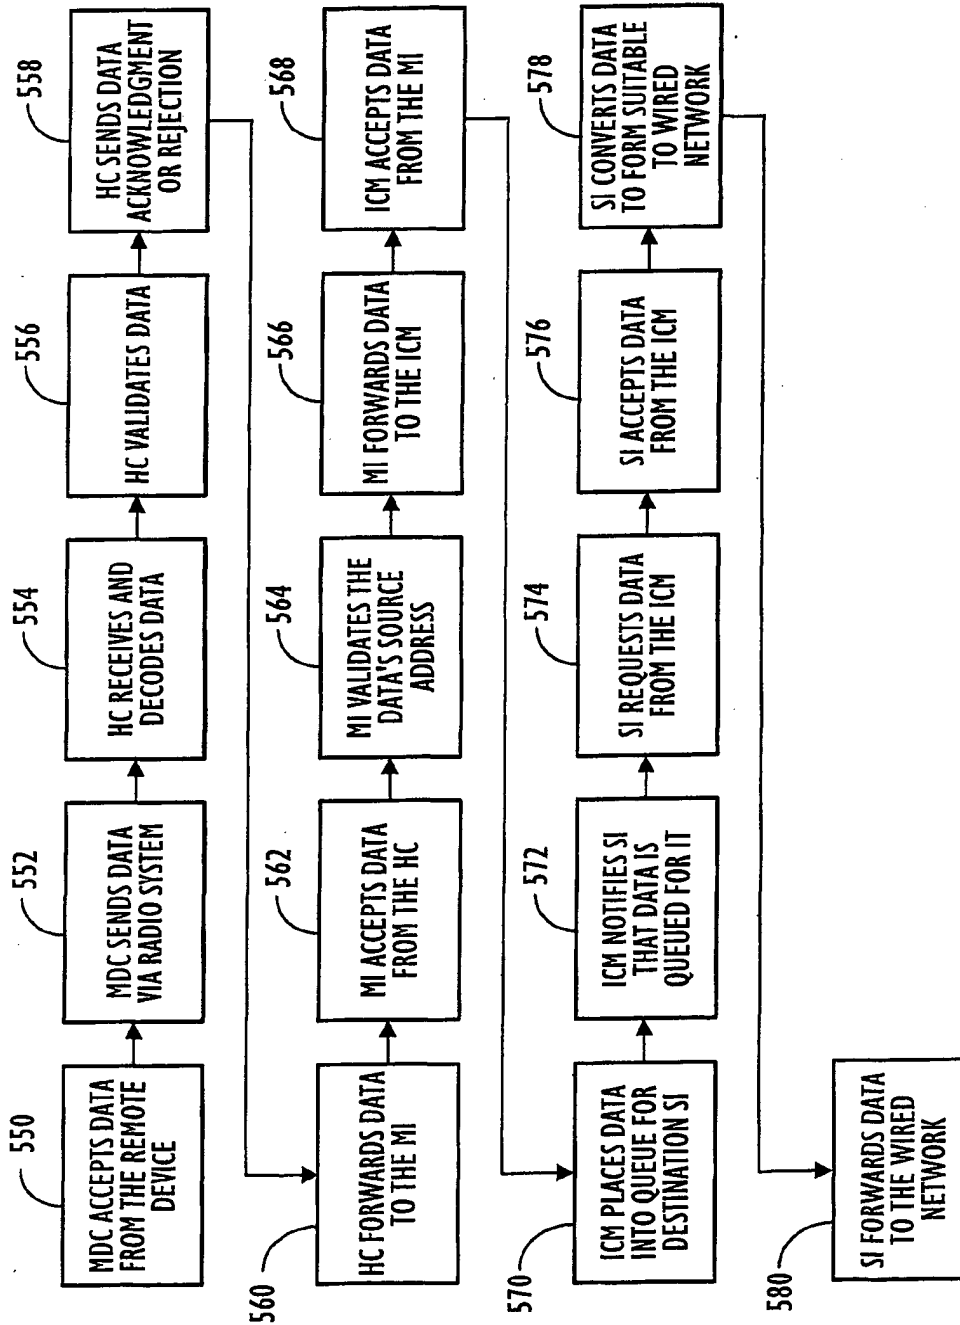 550
MDC ACCEPTS DATA
FROM THE REMOTE
DEVICE
552
MDC SENDS DATA
VIA RADIO SYSTEM
554
HC RECEIVES AND
DECODES DATA
556
HC VALIDATES DATA
558
HC SENDS DATA
ACKNOWLEDGMENT
OR REJECTION
560
HC FORWARDS DATA
TO THE MI
562
MI ACCEPTS DATA
FROM THE HC
564
MI VALIDATES THE
DATA'S SOURCE
ADDRESS
566
MI FORWARDS DATA
TO THE ICM
568
ICM ACCEPTS DATA
FROM THE MI
570
ICM PLACES DATA
INTO QUEUE FOR
DESTINATION SI
572
ICM NOTIFIES SI
THAT DATA IS
QUEUED FOR IT
574
SI REQUESTS DATA
FROM THE ICM
576
SI ACCEPTS DATA
FROM THE ICM
578
SI CONVERTS DATA
TO FORM SUITABLE
TO WIRED
NETWORK
580
SI FORWARDS DATA
TO THE WIRED
NETWORK